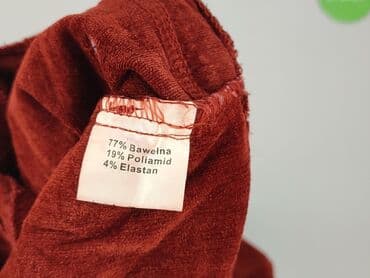 77% Bawełna
19% Poliamid
4% Elastan